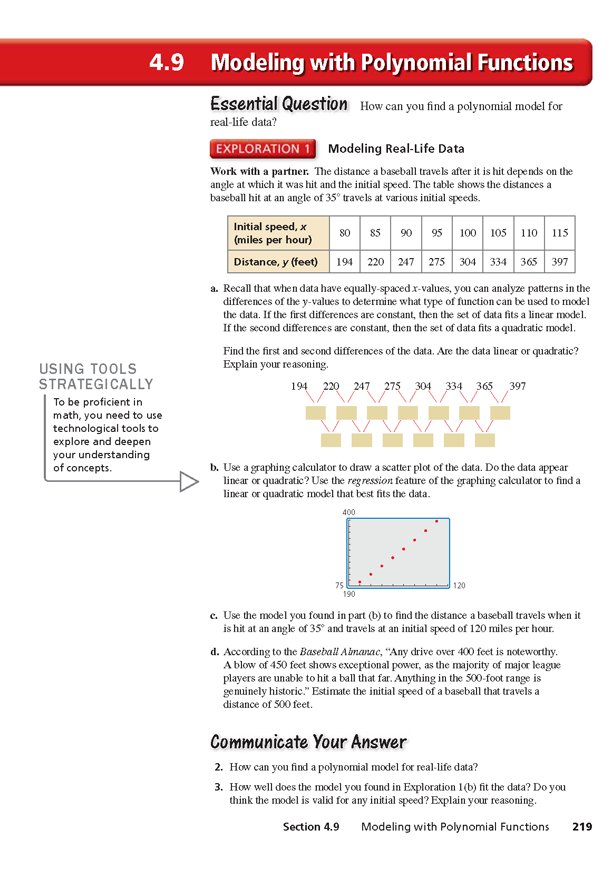 4.9 Modeling with Polynomial Functions
Essential Question How can you find a polynomial model for
real-life data?
EXPLORATION 1 Modeling Real-Life Data
Work with a partner. The distance a baseball travels after it is hit depends on the
angle at which it was hit and the initial speed. The table shows the distances a
baseball hit at an angle of 35° travels at various initial speeds.
Initial speed, x
(miles per hour) 80 85 90 95 100 105 110 115
Distance, y (feet) 194 220 247 275 304 334 365 397
a. Recall that when data have equally-spaced x-values, you can analyze patterns in the
differences of the y-values to determine what type of function can be used to model
the data. If the first differences are constant, then the set of data fits a linear model.
If the second differences are constant, then the set of data fits a quadratic model.
Find the first and second differences of the data. Are the data linear or quadratic?
Explain your reasoning.
194 220 247 275 304 334 365 397
USING TOOLS
STRATEGICALLY
To be proficient in
math, you need to use
technological tools to
explore and deepen
your understanding
of concepts.
b. Use a graphing calculator to draw a scatter plot of the data. Do the data appear
linear or quadratic? Use the regression feature of the graphing calculator to find a
linear or quadratic model that best fits the data.
400
75 120
190
c. Use the model you found in part (b) to find the distance a baseball travels when it
is hit at an angle of 35° and travels at an initial speed of 120 miles per hour.
d. According to the Baseball Almanac, “Any drive over 400 feet is noteworthy.
A blow of 450 feet shows exceptional power, as the majority of major league
players are unable to hit a ball that far. Anything in the 500-foot range is
genuinely historic.” Estimate the initial speed of a baseball that travels a
distance of 500 feet.
Communicate Your Answer
2. How can you find a polynomial model for real-life data?
3. How well does the model you found in Exploration 1(b) fit the data? Do you
think the model is valid for any initial speed? Explain your reasoning.
Section 4.9 Modeling with Polynomial Functions 219